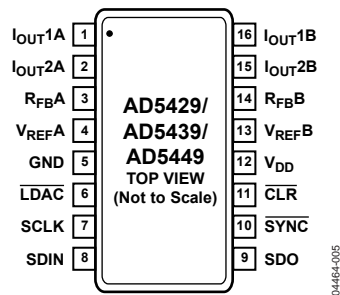 IOUT1A 1
IOUT2A 2
RFBA 3
VREFA 4
GND 5
LDAC 6
SCLK 7
SDIN 8
AD5429/
AD5439/
AD5449
TOP VIEW
(Not to Scale)
16 IOUT1B
15 IOUT2B
14 RFBB
13 VREFB
12 VDD
11 CLR
10 SYNC
9 SDO
04464-005